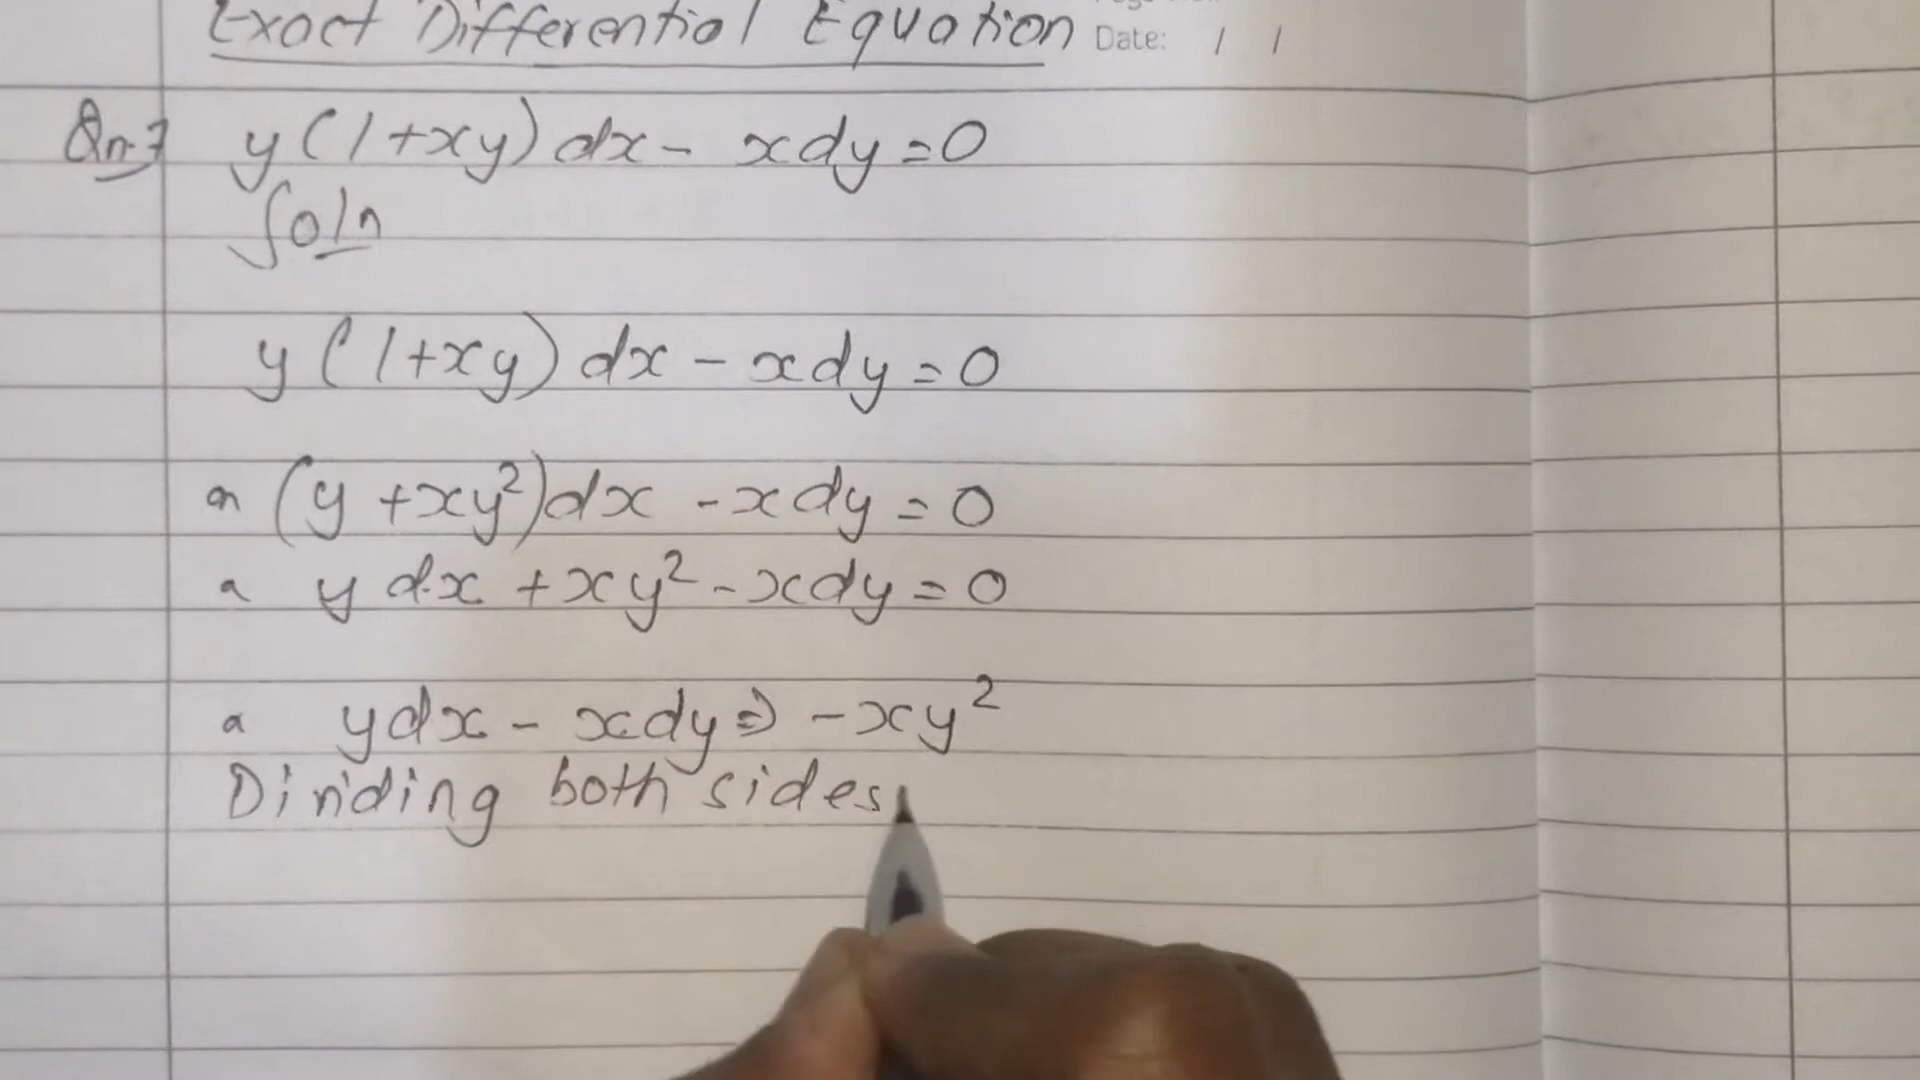 Exact Differential Equation Date: / /
Qn.7 y(1+xy) dx - xdy = 0
Soln
y(1+xy) dx - xdy = 0
(y + xy²)dx - xdy = 0
y dx + xy² - xdy = 0
ydx - xdy = -xy²
Dividing both sides